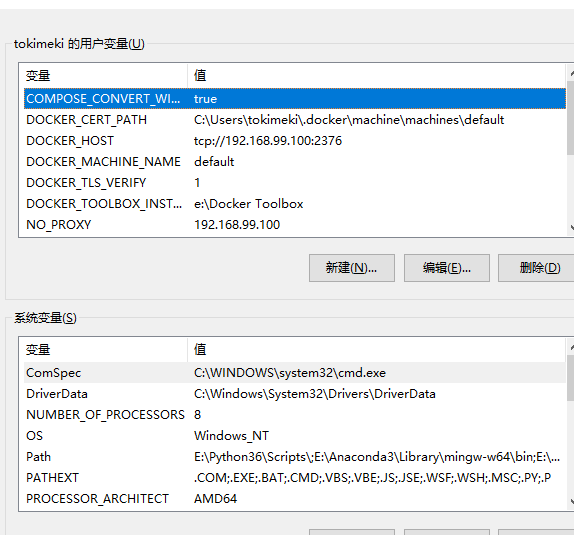 tokimeki 的用户变量(U)
变量 值
COMPOSE_CONVERT_WI... true
DOCKER_CERT_PATH C:\Users\tokimeki\.docker\machine\machines\default
DOCKER_HOST tcp://192.168.99.100:2376
DOCKER_MACHINE_NAME default
DOCKER_TLS_VERIFY 1
DOCKER_TOOLBOX_INST... e:\Docker Toolbox
NO_PROXY 192.168.99.100
新建(N)... 编辑(E)... 删除(D)
系统变量(S)
变量 值
ComSpec C:\WINDOWS\system32\cmd.exe
DriverData C:\Windows\System32\Drivers\DriverData
NUMBER_OF_PROCESSORS 8
OS Windows_NT
Path E:\Python36\Scripts\;E:\Anaconda3\Library\mingw-w64\bin;E:\...
PATHEXT .COM;.EXE;.BAT;.CMD;.VBS;.VBE;.JS;.JSE;.WSF;.WSH;.MSC;.PY;.P
PROCESSOR_ARCHITECT AMD64